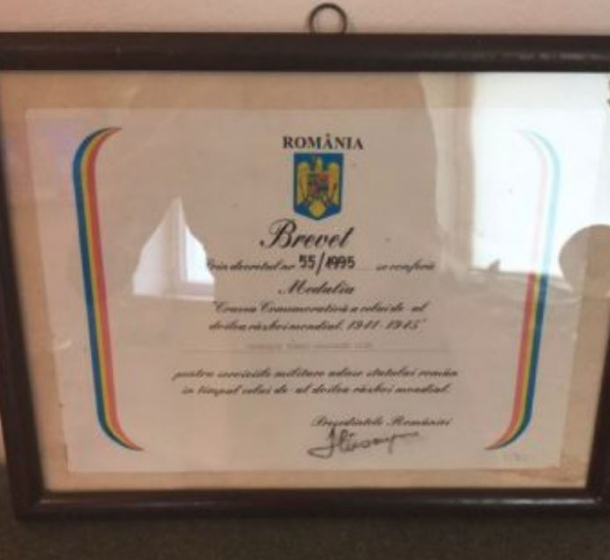 ROMÂNIA
Brevet
Prin decretul nr 55/1995 se conferă
Medalia
"Crucea Comemorativă a celui de-al
doilea război mondial, 1941-1945"
pentru serviciile militare aduse statului român
în timpul celui de-al doilea război mondial.
Președintele României